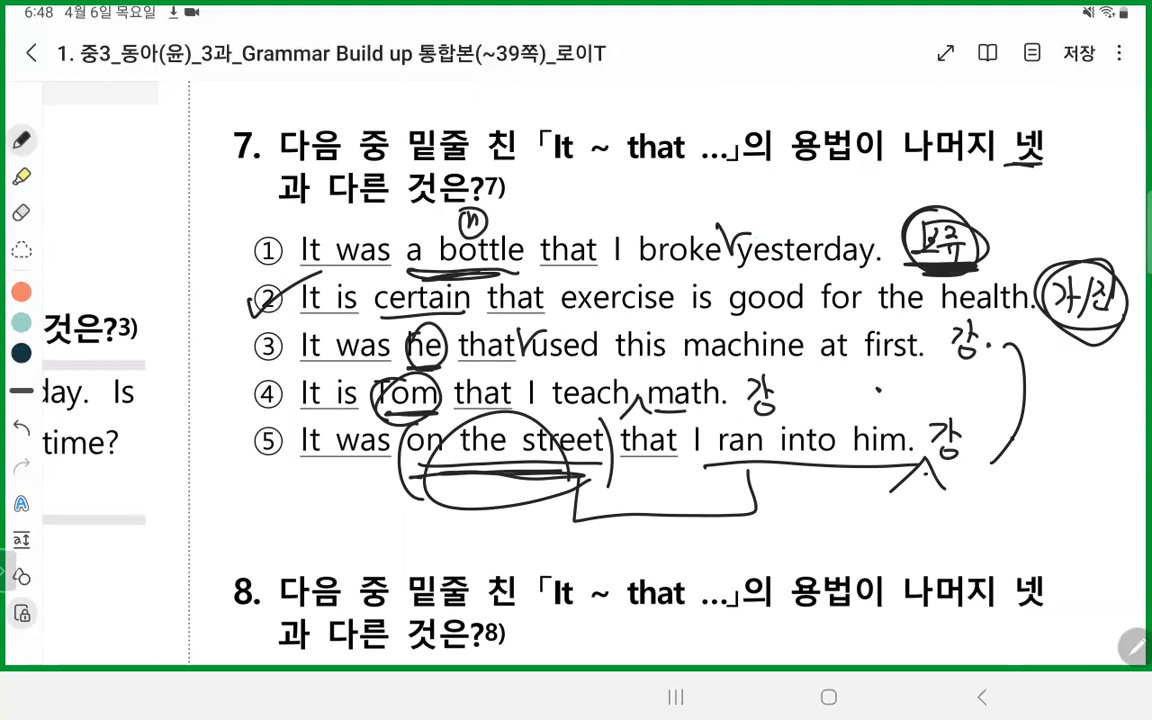 6:48 4월 6일 목요일
1. 중3_동아(윤)_3과_Grammar Build up 통합본(~39쪽)_로이T
저장
7. 다음 중 밑줄 친 「It ~ that …」의 용법이 나머지 넷
과 다른 것은?7)
n
① It was a bottle that I broke yesterday.
② It is certain that exercise is good for the health. 가/진
③ It was he that used this machine at first. 강
④ It is Tom that I teach math. 강
⑤ It was on the street that I ran into him. 강
것은?3)
day. Is
time?
8. 다음 중 밑줄 친 「It ~ that …」의 용법이 나머지 넷
과 다른 것은?8)